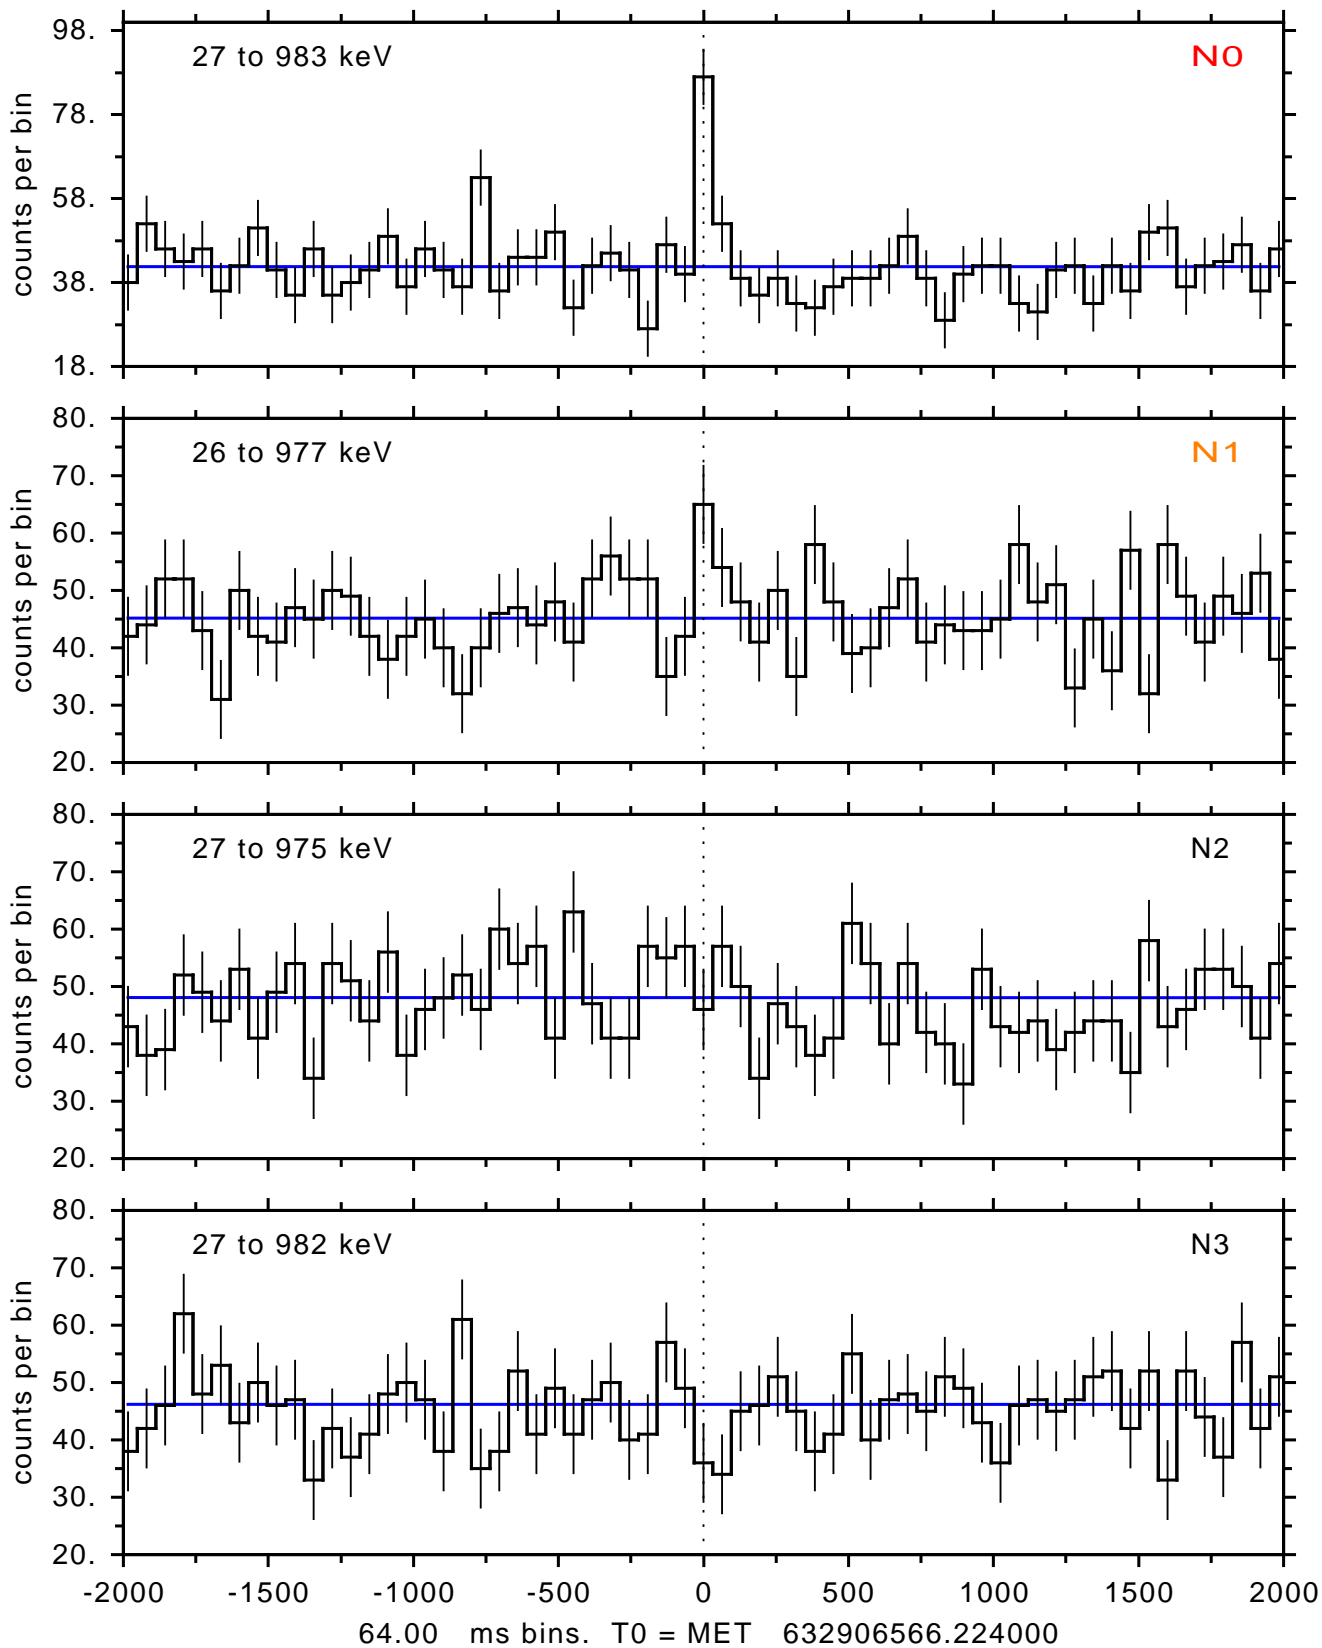 98.
78.
58.
38.
18.
counts per bin
27 to 983 keV
N0
80.
70.
60.
50.
40.
30.
20.
counts per bin
26 to 977 keV
N1
80.
70.
60.
50.
40.
30.
20.
counts per bin
27 to 975 keV
N2
80.
70.
60.
50.
40.
30.
20.
counts per bin
27 to 982 keV
N3
-2000 -1500 -1000 -500 0 500 1000 1500 2000
64.00 ms bins. T0 = MET 632906566.224000